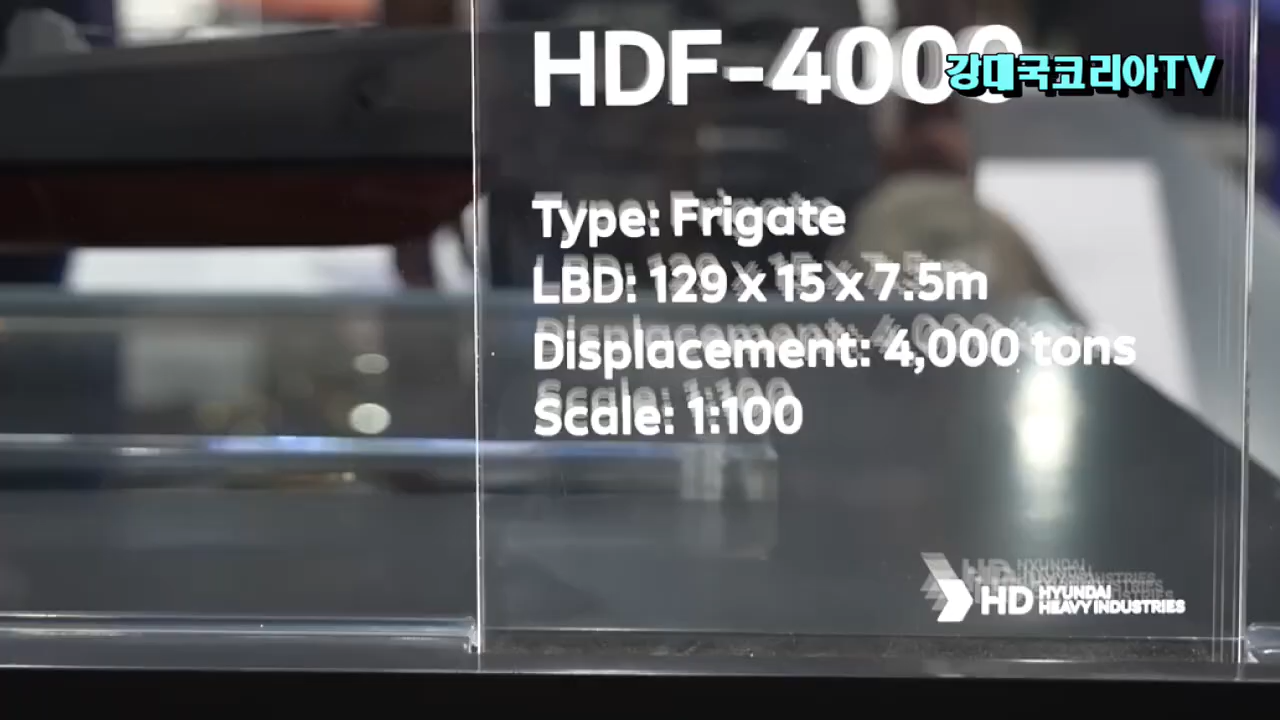 HDF-4000
강대국코리아TV
Type: Frigate
LBD: 129 x 15 x 7.5m
Displacement: 4,000 tons
Scale: 1:100
HD HYUNDAI
HEAVY INDUSTRIES